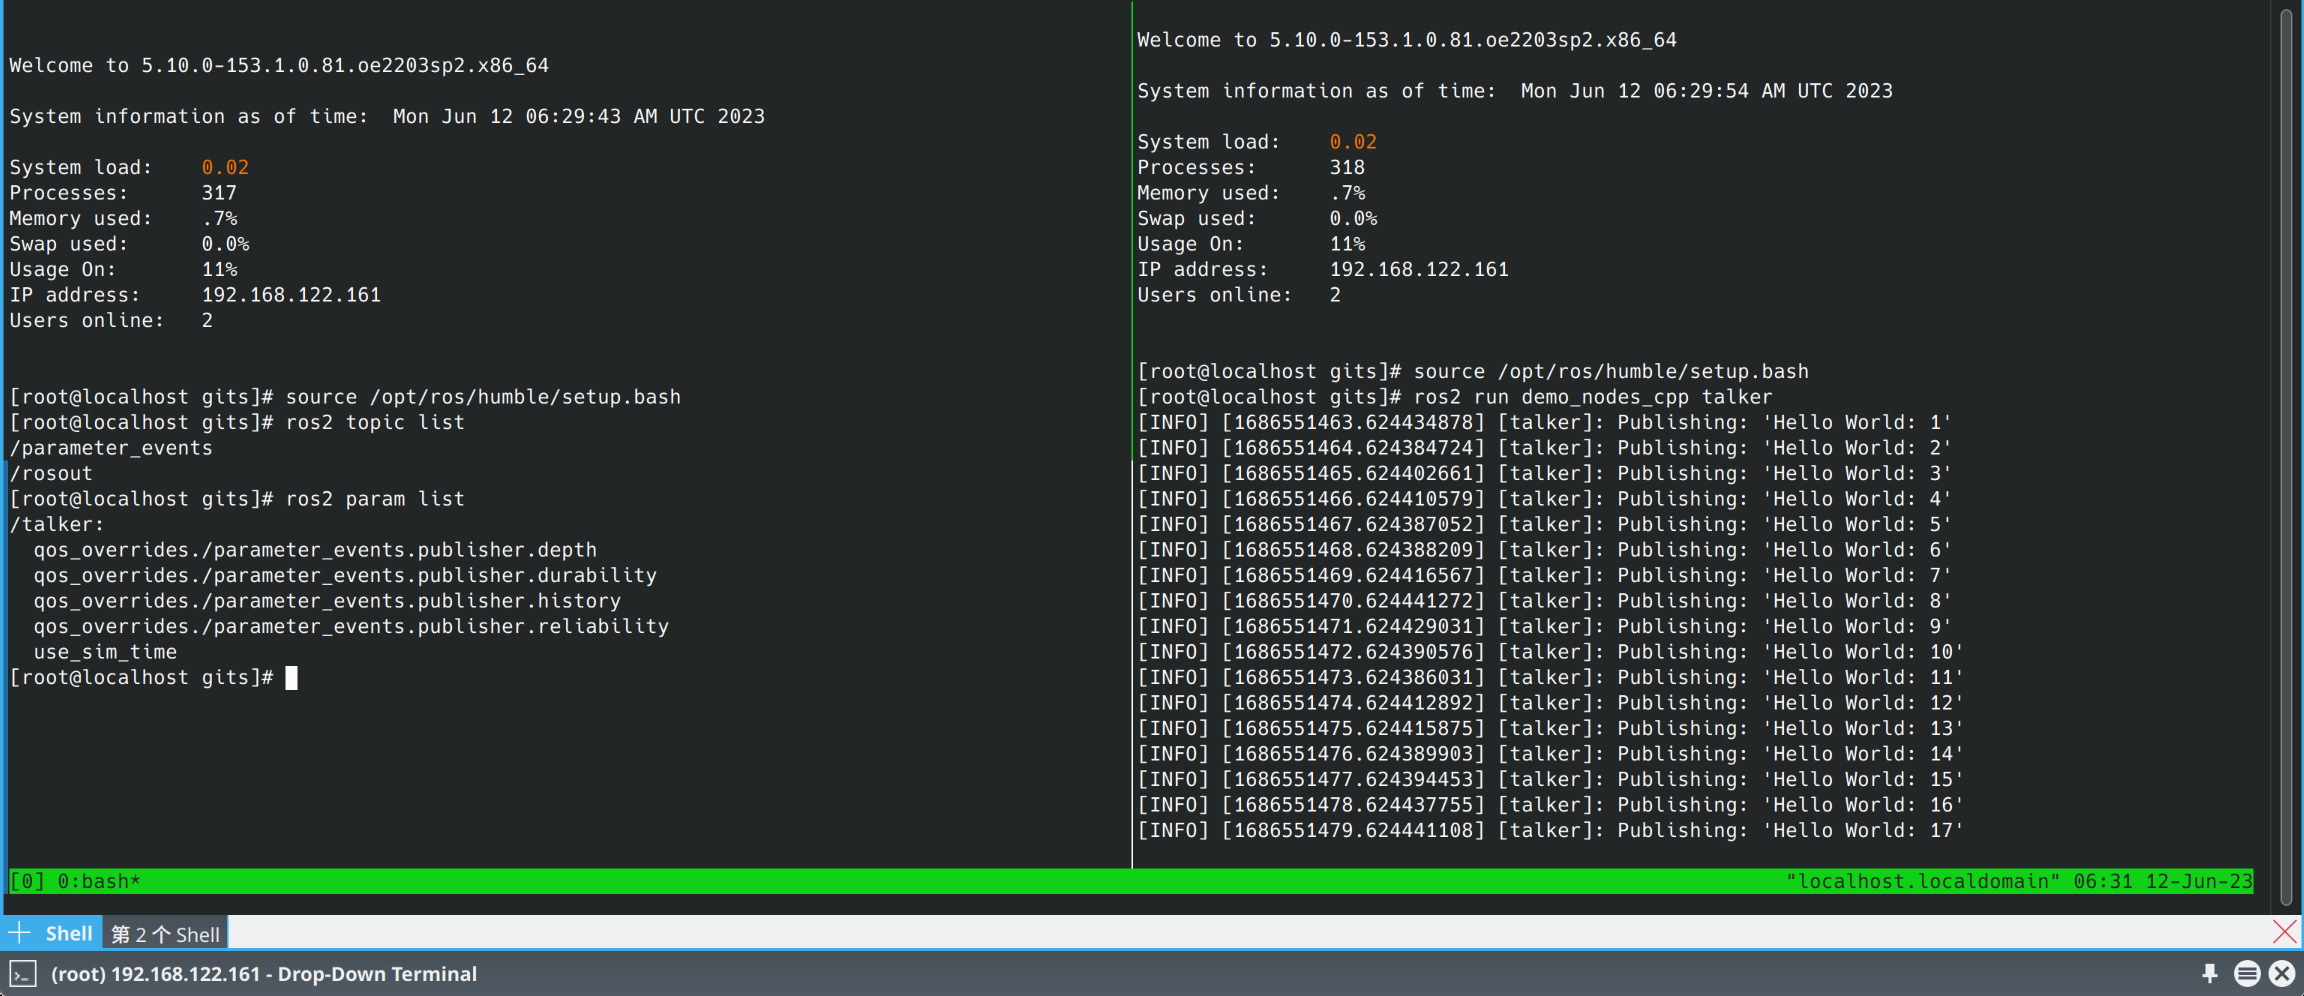 Welcome to 5.10.0-153.1.0.81.oe2203sp2.x86_64
System information as of time:  Mon Jun 12 06:29:43 AM UTC 2023
System load:    0.02
Processes:      317
Memory used:    .7%
Swap used:      0.0%
Usage On:       11%
IP address:     192.168.122.161
Users online:   2
[root@localhost gits]# source /opt/ros/humble/setup.bash
[root@localhost gits]# ros2 topic list
/parameter_events
/rosout
[root@localhost gits]# ros2 param list
/talker:
  qos_overrides./parameter_events.publisher.depth
  qos_overrides./parameter_events.publisher.durability
  qos_overrides./parameter_events.publisher.history
  qos_overrides./parameter_events.publisher.reliability
  use_sim_time
[root@localhost gits]#
Welcome to 5.10.0-153.1.0.81.oe2203sp2.x86_64
System information as of time:  Mon Jun 12 06:29:54 AM UTC 2023
System load:    0.02
Processes:      318
Memory used:    .7%
Swap used:      0.0%
Usage On:       11%
IP address:     192.168.122.161
Users online:   2
[root@localhost gits]# source /opt/ros/humble/setup.bash
[root@localhost gits]# ros2 run demo_nodes_cpp talker
[INFO] [1686551463.624434878] [talker]: Publishing: 'Hello World: 1'
[INFO] [1686551464.624384724] [talker]: Publishing: 'Hello World: 2'
[INFO] [1686551465.624402661] [talker]: Publishing: 'Hello World: 3'
[INFO] [1686551466.624410579] [talker]: Publishing: 'Hello World: 4'
[INFO] [1686551467.624387052] [talker]: Publishing: 'Hello World: 5'
[INFO] [1686551468.624388209] [talker]: Publishing: 'Hello World: 6'
[INFO] [1686551469.624416567] [talker]: Publishing: 'Hello World: 7'
[INFO] [1686551470.624441272] [talker]: Publishing: 'Hello World: 8'
[INFO] [1686551471.624429031] [talker]: Publishing: 'Hello World: 9'
[INFO] [1686551472.624390576] [talker]: Publishing: 'Hello World: 10'
[INFO] [1686551473.624386031] [talker]: Publishing: 'Hello World: 11'
[INFO] [1686551474.624412892] [talker]: Publishing: 'Hello World: 12'
[INFO] [1686551475.624415875] [talker]: Publishing: 'Hello World: 13'
[INFO] [1686551476.624389903] [talker]: Publishing: 'Hello World: 14'
[INFO] [1686551477.624394453] [talker]: Publishing: 'Hello World: 15'
[INFO] [1686551478.624437755] [talker]: Publishing: 'Hello World: 16'
[INFO] [1686551479.624441108] [talker]: Publishing: 'Hello World: 17'
[0] 0:bash* "localhost.localdomain" 06:31 12-Jun-23
Shell 第 2 个 Shell
(root) 192.168.122.161 - Drop-Down Terminal